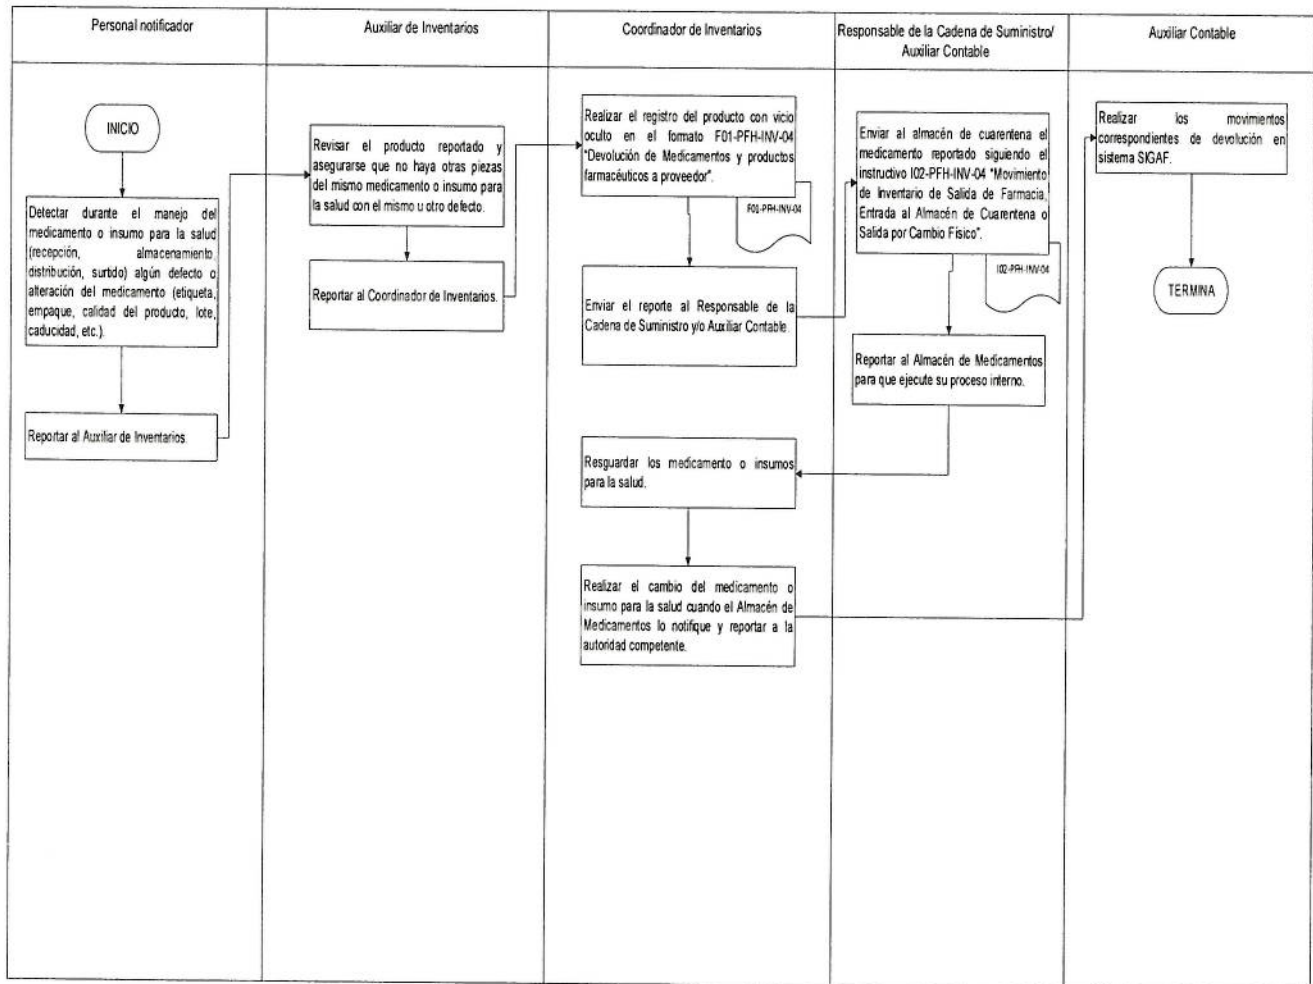 Personal notificador
Auxiliar de Inventarios
Coordinador de Inventarios
Responsable de la Cadena de Suministro/
Auxiliar Contable
Auxiliar Contable
INICIO
Detectar durante el manejo del
medicamento o insumo para la salud
(recepción, almacenamiento,
distribución, surtido) algún defecto o
alteración del medicamento (etiqueta,
empaque, calidad del producto, lote,
caducidad, etc.).
Reportar al Auxiliar de Inventarios.
Revisar el producto reportado y
asegurarse que no haya otras piezas
del mismo medicamento o insumo para
la salud con el mismo u otro defecto.
Reportar al Coordinador de Inventarios.
Realizar el registro del producto con vicio
oculto en el formato F01-PFH-INV-04
"Devolución de Medicamentos y productos
farmacéuticos a proveedor".
F01-PFH-INV-04
Enviar el reporte al Responsable de la
Cadena de Suministro y/o Auxiliar Contable.
Enviar al almacén de cuarentena el
medicamento reportado siguiendo el
instructivo I02-PFH-INV-04 "Movimiento
de Inventario de Salida de Farmacia,
Entrada al Almacén de Cuarentena o
Salida por Cambio Físico".
I02-PFH-INV-04
Reportar al Almacén de Medicamentos
para que ejecute su proceso interno.
Resguardar los medicamento o insumos
para la salud.
Realizar el cambio del medicamento o
insumo para la salud cuando el Almacén de
Medicamentos lo notifique y reportar a la
autoridad competente.
Realizar los movimientos
correspondientes de devolución en
sistema SIGAF.
TERMINA